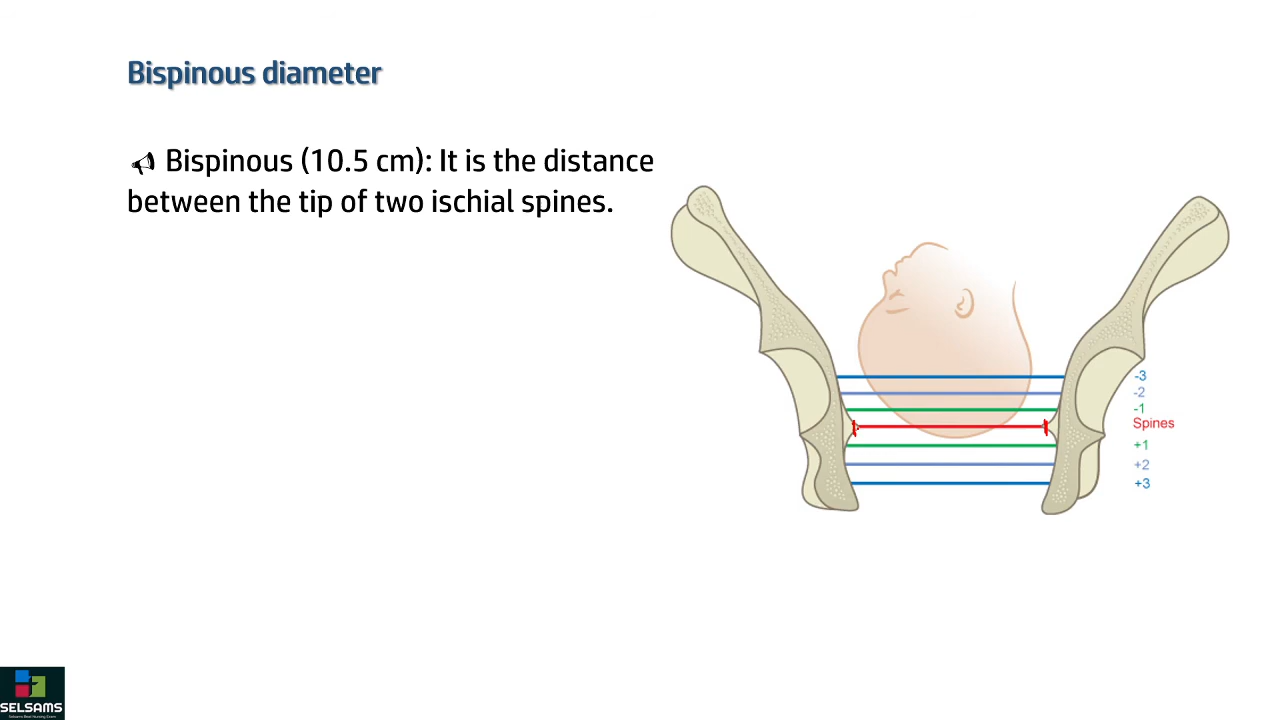 Bispinous diameter
Bispinous (10.5 cm): It is the distance
between the tip of two ischial spines.
-3
-2
-1
Spines
+1
+2
+3
SELSAMS